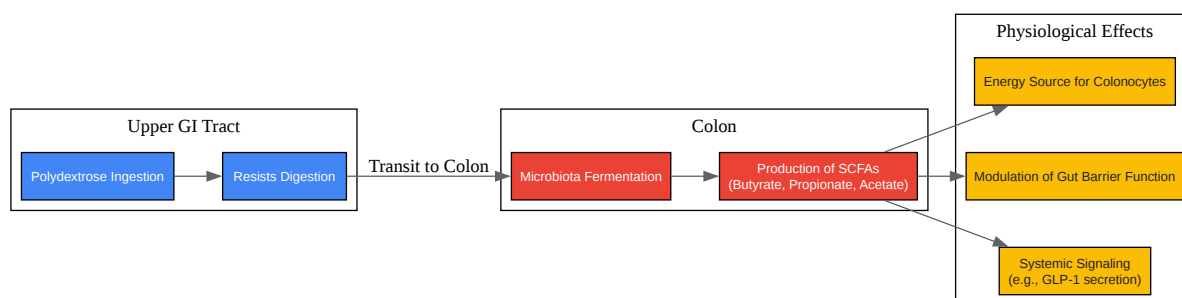 Upper GI Tract
Polydextrose Ingestion
Resists Digestion
Transit to Colon
Colon
Microbiota Fermentation
Production of SCFAs
(Butyrate, Propionate, Acetate)
Physiological Effects
Energy Source for Colonocytes
Modulation of Gut Barrier Function
Systemic Signaling
(e.g., GLP-1 secretion)